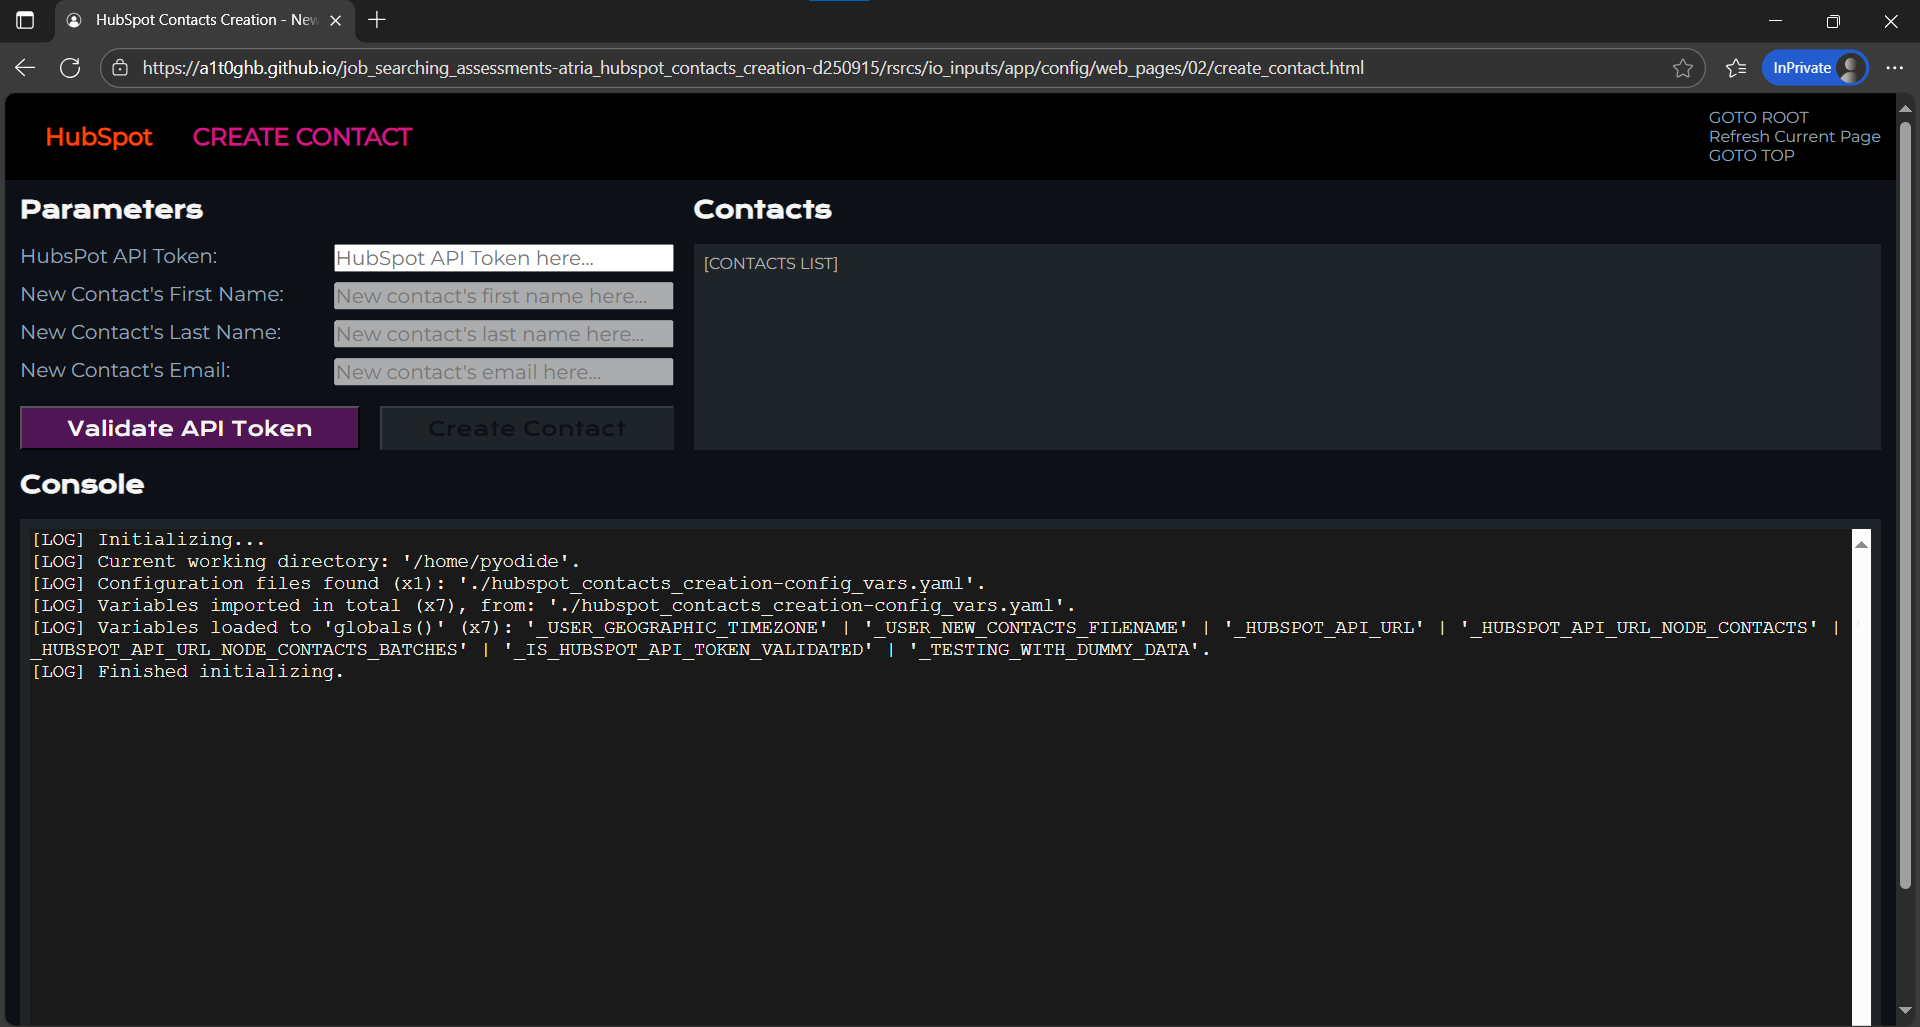 HubSpot Contacts Creation - New
https://a1t0ghb.github.io/job_searching_assessments-atria_hubspot_contacts_creation-d250915/rsrcs/io_inputs/app/config/web_pages/02/create_contact.html
InPrivate
HubSpot CREATE CONTACT
GOTO ROOT
Refresh Current Page
GOTO TOP
Parameters
HubsPot API Token:
HubSpot API Token here...
New Contact's First Name:
New contact's first name here...
New Contact's Last Name:
New contact's last name here...
New Contact's Email:
New contact's email here...
Validate API Token
Create Contact
Contacts
[CONTACTS LIST]
Console
[LOG] Initializing...
[LOG] Current working directory: '/home/pyodide'.
[LOG] Configuration files found (x1): './hubspot_contacts_creation-config_vars.yaml'.
[LOG] Variables imported in total (x7), from: './hubspot_contacts_creation-config_vars.yaml'.
[LOG] Variables loaded to 'globals()' (x7): '_USER_GEOGRAPHIC_TIMEZONE' | '_USER_NEW_CONTACTS_FILENAME' | '_HUBSPOT_API_URL' | '_HUBSPOT_API_URL_NODE_CONTACTS' | '
_HUBSPOT_API_URL_NODE_CONTACTS_BATCHES' | '_IS_HUBSPOT_API_TOKEN_VALIDATED' | '_TESTING_WITH_DUMMY_DATA'.
[LOG] Finished initializing.